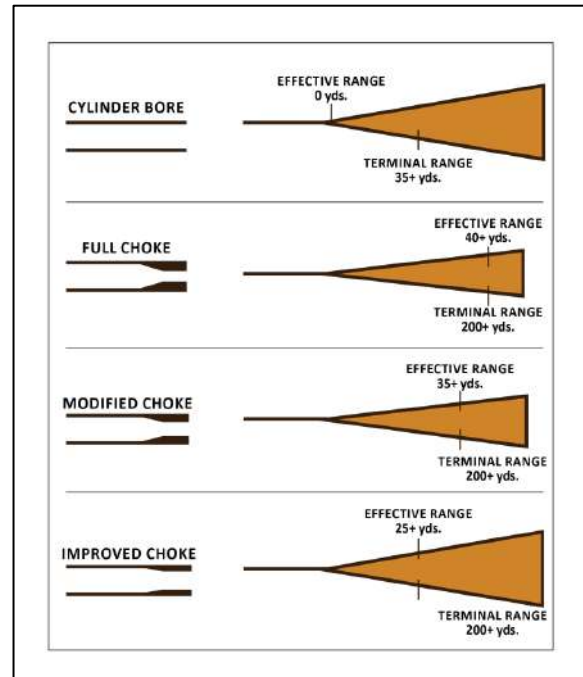 CYLINDER BORE
EFFECTIVE RANGE
0 yds.
TERMINAL RANGE
35+ yds.
FULL CHOKE
EFFECTIVE RANGE
40+ yds.
TERMINAL RANGE
200+ yds.
MODIFIED CHOKE
EFFECTIVE RANGE
35+ yds.
TERMINAL RANGE
200+ yds.
IMPROVED CHOKE
EFFECTIVE RANGE
25+ yds.
TERMINAL RANGE
200+ yds.